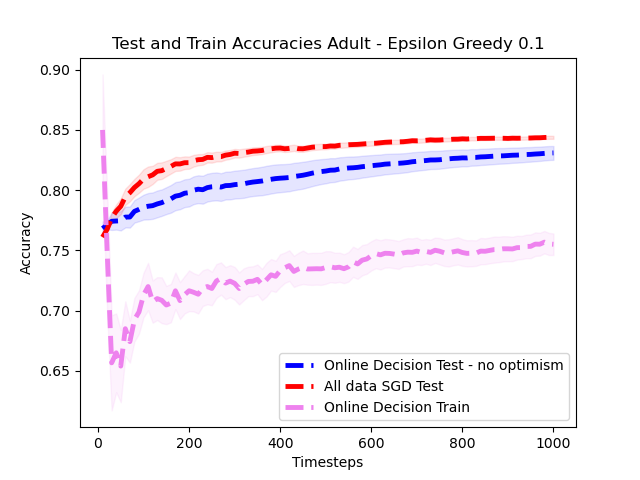 Test and Train Accuracies Adult - Epsilon Greedy 0.1
0.90
0.85
0.80
0.75
0.70
0.65
Accuracy
Online Decision Test - no optimism
All data SGD Test
Online Decision Train
0 200 400 600 800 1000
Timesteps